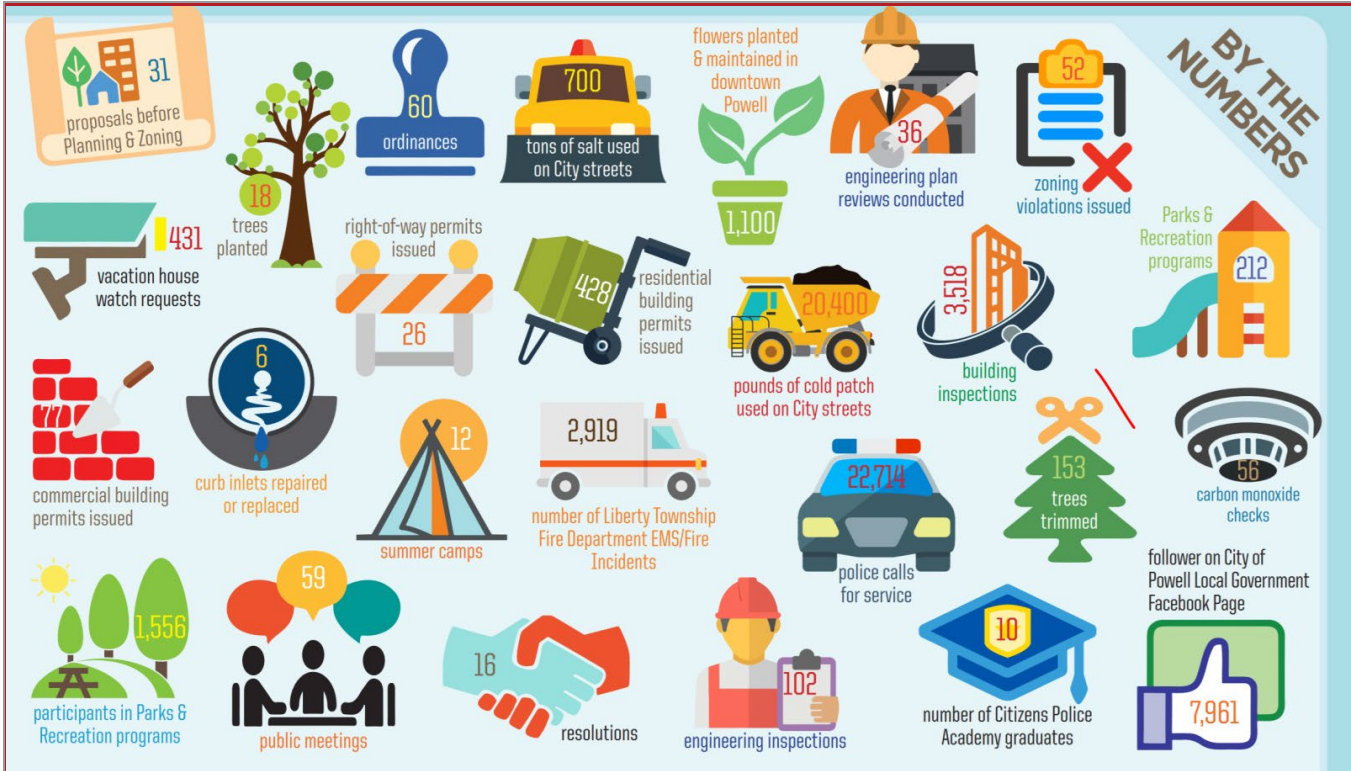 BY THE
NUMBERS
31
proposals before
Planning & Zoning
18
trees
planted
60
ordinances
700
tons of salt used
on City streets
flowers planted
& maintained in
downtown
Powell
1,100
36
engineering plan
reviews conducted
52
zoning
violations issued
431
vacation house
watch requests
right-of-way permits
issued
26
428
residential
building
permits
issued
20,400
pounds of cold patch
used on City streets
3,518
building
inspections
Parks &
Recreation
programs
212
77
commercial building
permits issued
6
curb inlets repaired
or replaced
12
summer camps
2,919
number of Liberty Township
Fire Department EMS/Fire
Incidents
22,714
police calls
for service
153
trees
trimmed
56
carbon monoxide
checks
1,556
participants in Parks &
Recreation programs
59
public meetings
16
resolutions
102
engineering inspections
10
number of Citizens Police
Academy graduates
follower on City of
Powell Local Government
Facebook Page
7,961